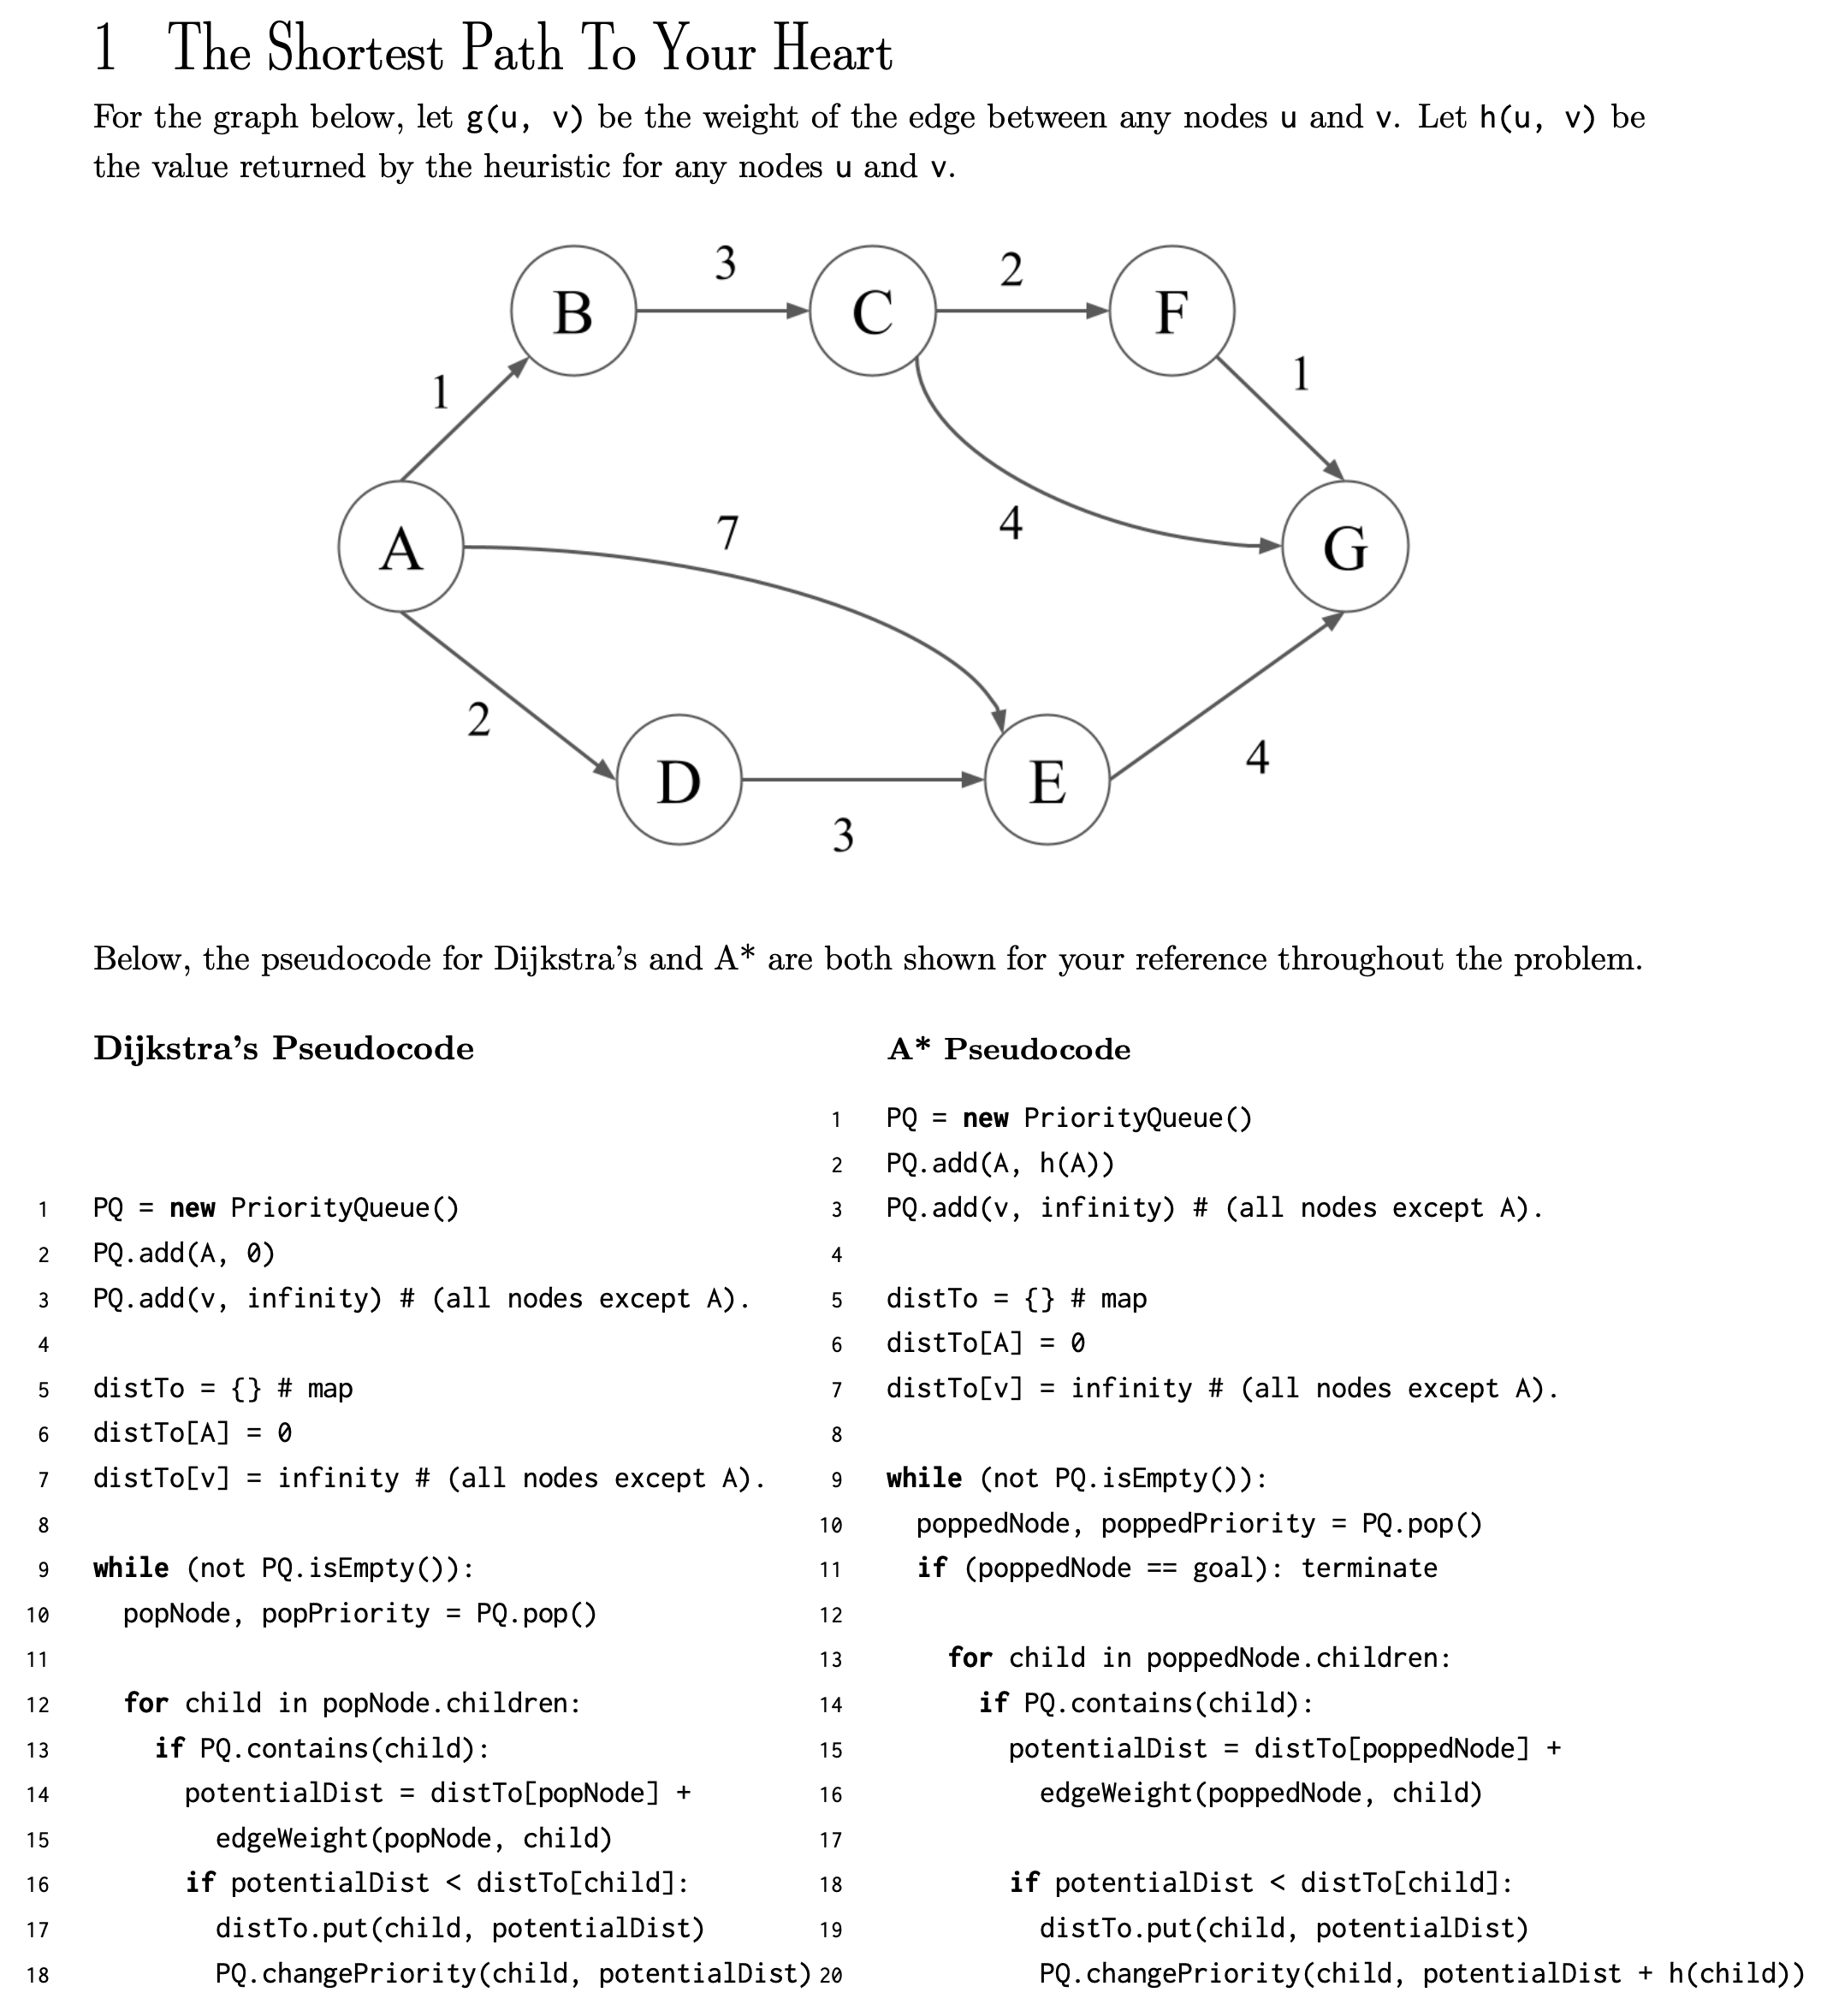 1 The Shortest Path To Your Heart
For the graph below, let g(u, v) be the weight of the edge between any nodes u and v. Let h(u, v) be
the value returned by the heuristic for any nodes u and v.
B 3 C 2 F
1 1
A 7 4 G
2 D 3 E 4
Below, the pseudocode for Dijkstra's and A* are both shown for your reference throughout the problem.
Dijkstra's Pseudocode
1 PQ = new PriorityQueue()
2 PQ.add(A, 0)
3 PQ.add(v, infinity) # (all nodes except A).
4
5 distTo = {} # map
6 distTo[A] = 0
7 distTo[v] = infinity # (all nodes except A).
8
9 while (not PQ.isEmpty()):
10 popNode, popPriority = PQ.pop()
11
12 for child in popNode.children:
13 if PQ.contains(child):
14 potentialDist = distTo[popNode] +
15 edgeWeight(popNode, child)
16 if potentialDist < distTo[child]:
17 distTo.put(child, potentialDist)
18 PQ.changePriority(child, potentialDist)
A* Pseudocode
1 PQ = new PriorityQueue()
2 PQ.add(A, h(A))
3 PQ.add(v, infinity) # (all nodes except A).
4
5 distTo = {} # map
6 distTo[A] = 0
7 distTo[v] = infinity # (all nodes except A).
8
9 while (not PQ.isEmpty()):
10 poppedNode, poppedPriority = PQ.pop()
11 if (poppedNode == goal): terminate
12
13 for child in poppedNode.children:
14 if PQ.contains(child):
15 potentialDist = distTo[poppedNode] +
16 edgeWeight(poppedNode, child)
17
18 if potentialDist < distTo[child]:
19 distTo.put(child, potentialDist)
20 PQ.changePriority(child, potentialDist + h(child))